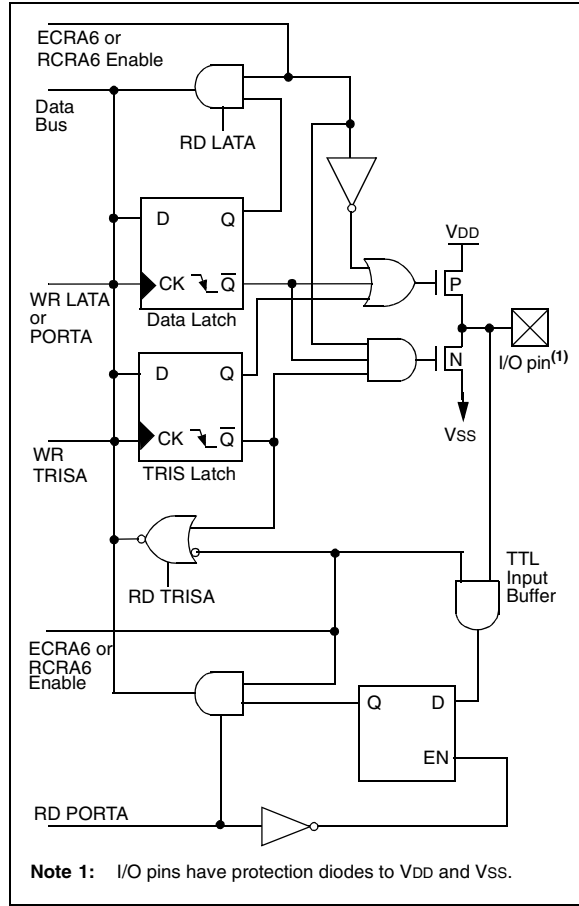 ECRA6 or
RCRA6 Enable
Data
Bus
RD LATA
D Q
VDD
P
WR LATA
or
PORTA
CK Q
Data Latch
I/O pin(1)
N
D Q
VSS
WR
TRISA
CK Q
TRIS Latch
TTL
Input
Buffer
RD TRISA
ECRA6 or
RCRA6
Enable
Q D
EN
RD PORTA
Note 1: I/O pins have protection diodes to VDD and VSS.